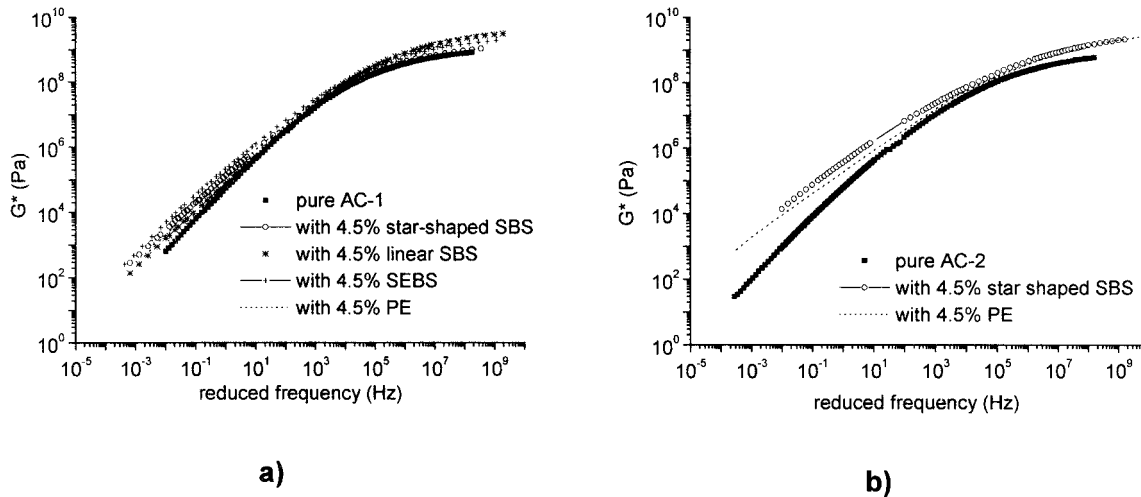 G* (Pa)
10^10
10^8
10^6
10^4
10^2
10^0
pure AC-1
with 4.5% star-shaped SBS
with 4.5% linear SBS
with 4.5% SEBS
with 4.5% PE
10^-5 10^-3 10^-1 10^1 10^3 10^5 10^7 10^9
reduced frequency (Hz)
a)
G* (Pa)
10^10
10^8
10^6
10^4
10^2
10^0
pure AC-2
with 4.5% star shaped SBS
with 4.5% PE
10^-5 10^-3 10^-1 10^1 10^3 10^5 10^7 10^9
reduced frequency (Hz)
b)